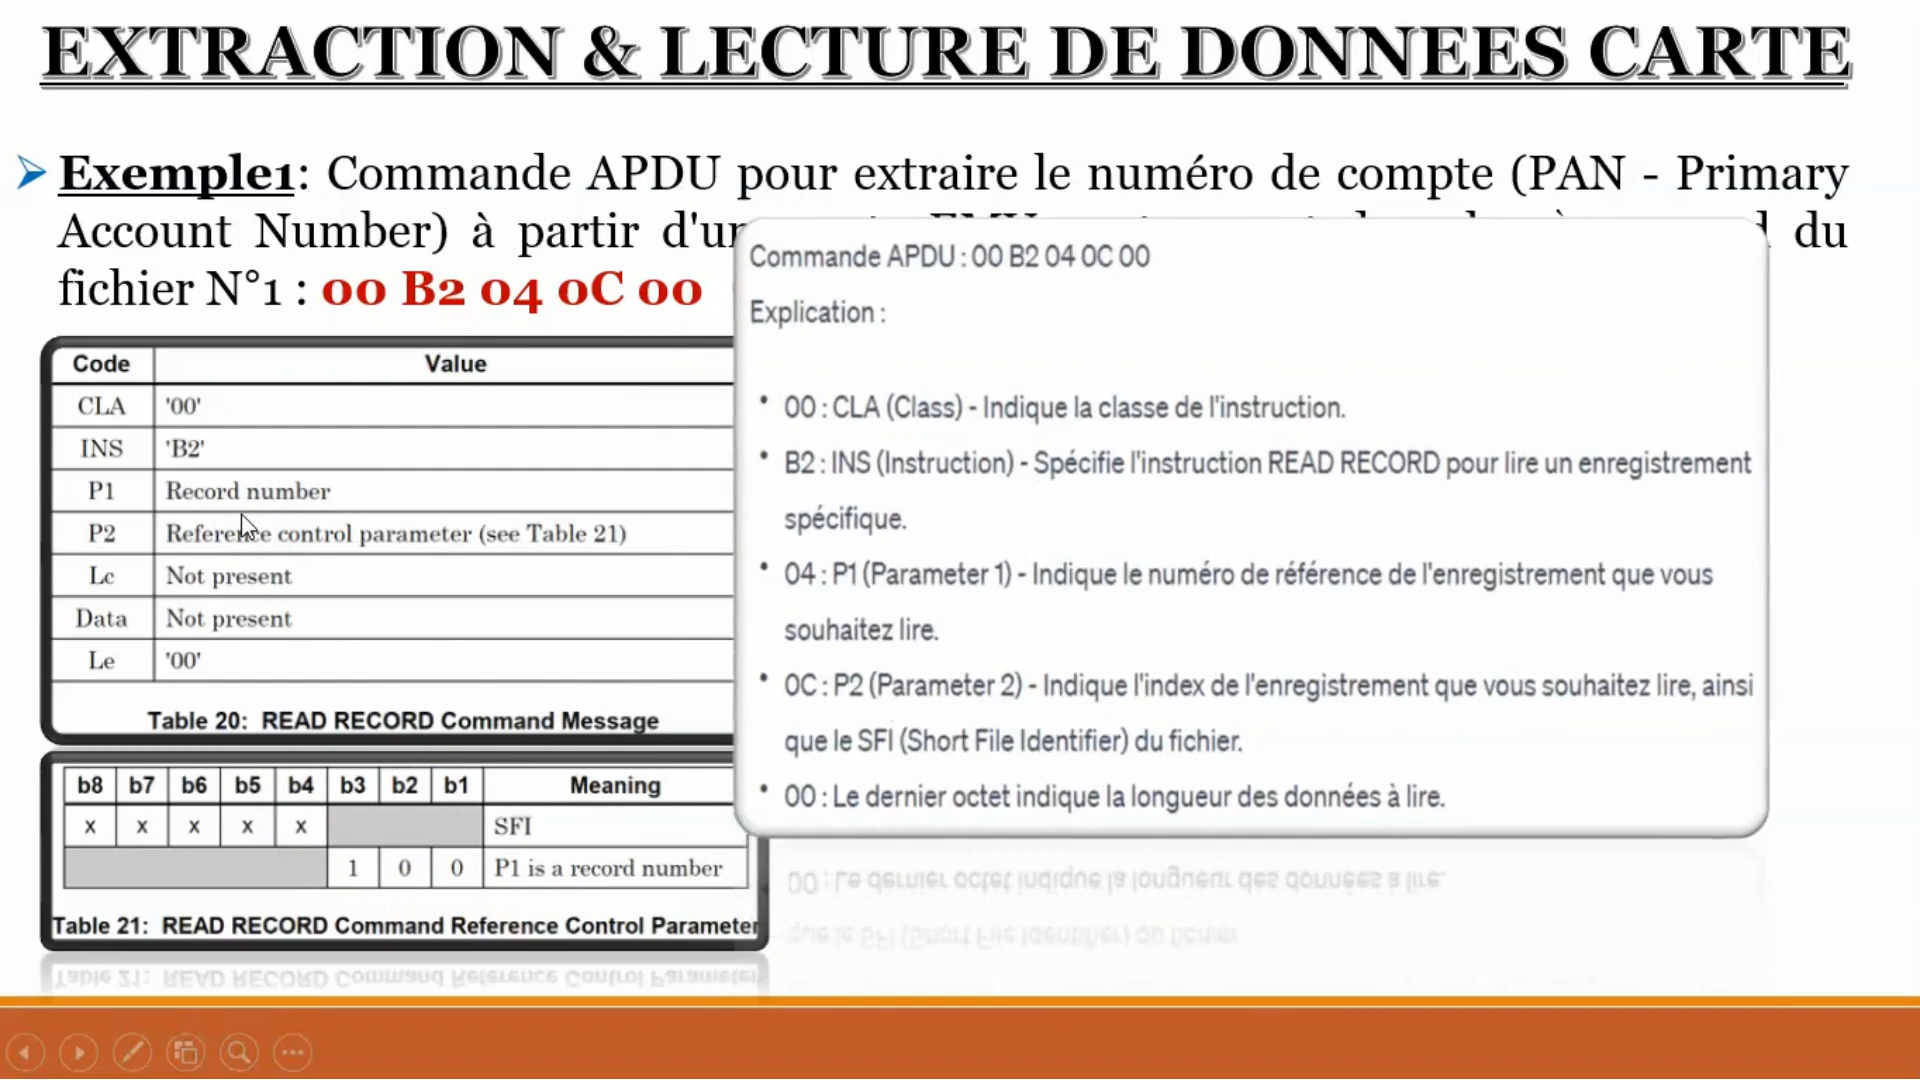 EXTRACTION & LECTURE DE DONNEES CARTE
Exemple1: Commande APDU pour extraire le numéro de compte (PAN - Primary
Account Number) à partir d'un du
fichier N°1 : 00 B2 04 0C 00
Code Value
CLA '00'
INS 'B2'
P1 Record number
P2 Reference control parameter (see Table 21)
Lc Not present
Data Not present
Le '00'
Table 20: READ RECORD Command Message
b8 b7 b6 b5 b4 b3 b2 b1 Meaning
x x x x x SFI
1 0 0 P1 is a record number
Table 21: READ RECORD Command Reference Control Parameter
Commande APDU : 00 B2 04 0C 00
Explication :
• 00 : CLA (Class) - Indique la classe de l'instruction.
• B2 : INS (Instruction) - Spécifie l'instruction READ RECORD pour lire un enregistrement
spécifique.
• 04 : P1 (Parameter 1) - Indique le numéro de référence de l'enregistrement que vous
souhaitez lire.
• 0C : P2 (Parameter 2) - Indique l'index de l'enregistrement que vous souhaitez lire, ainsi
que le SFI (Short File Identifier) du fichier.
• 00 : Le dernier octet indique la longueur des données à lire.